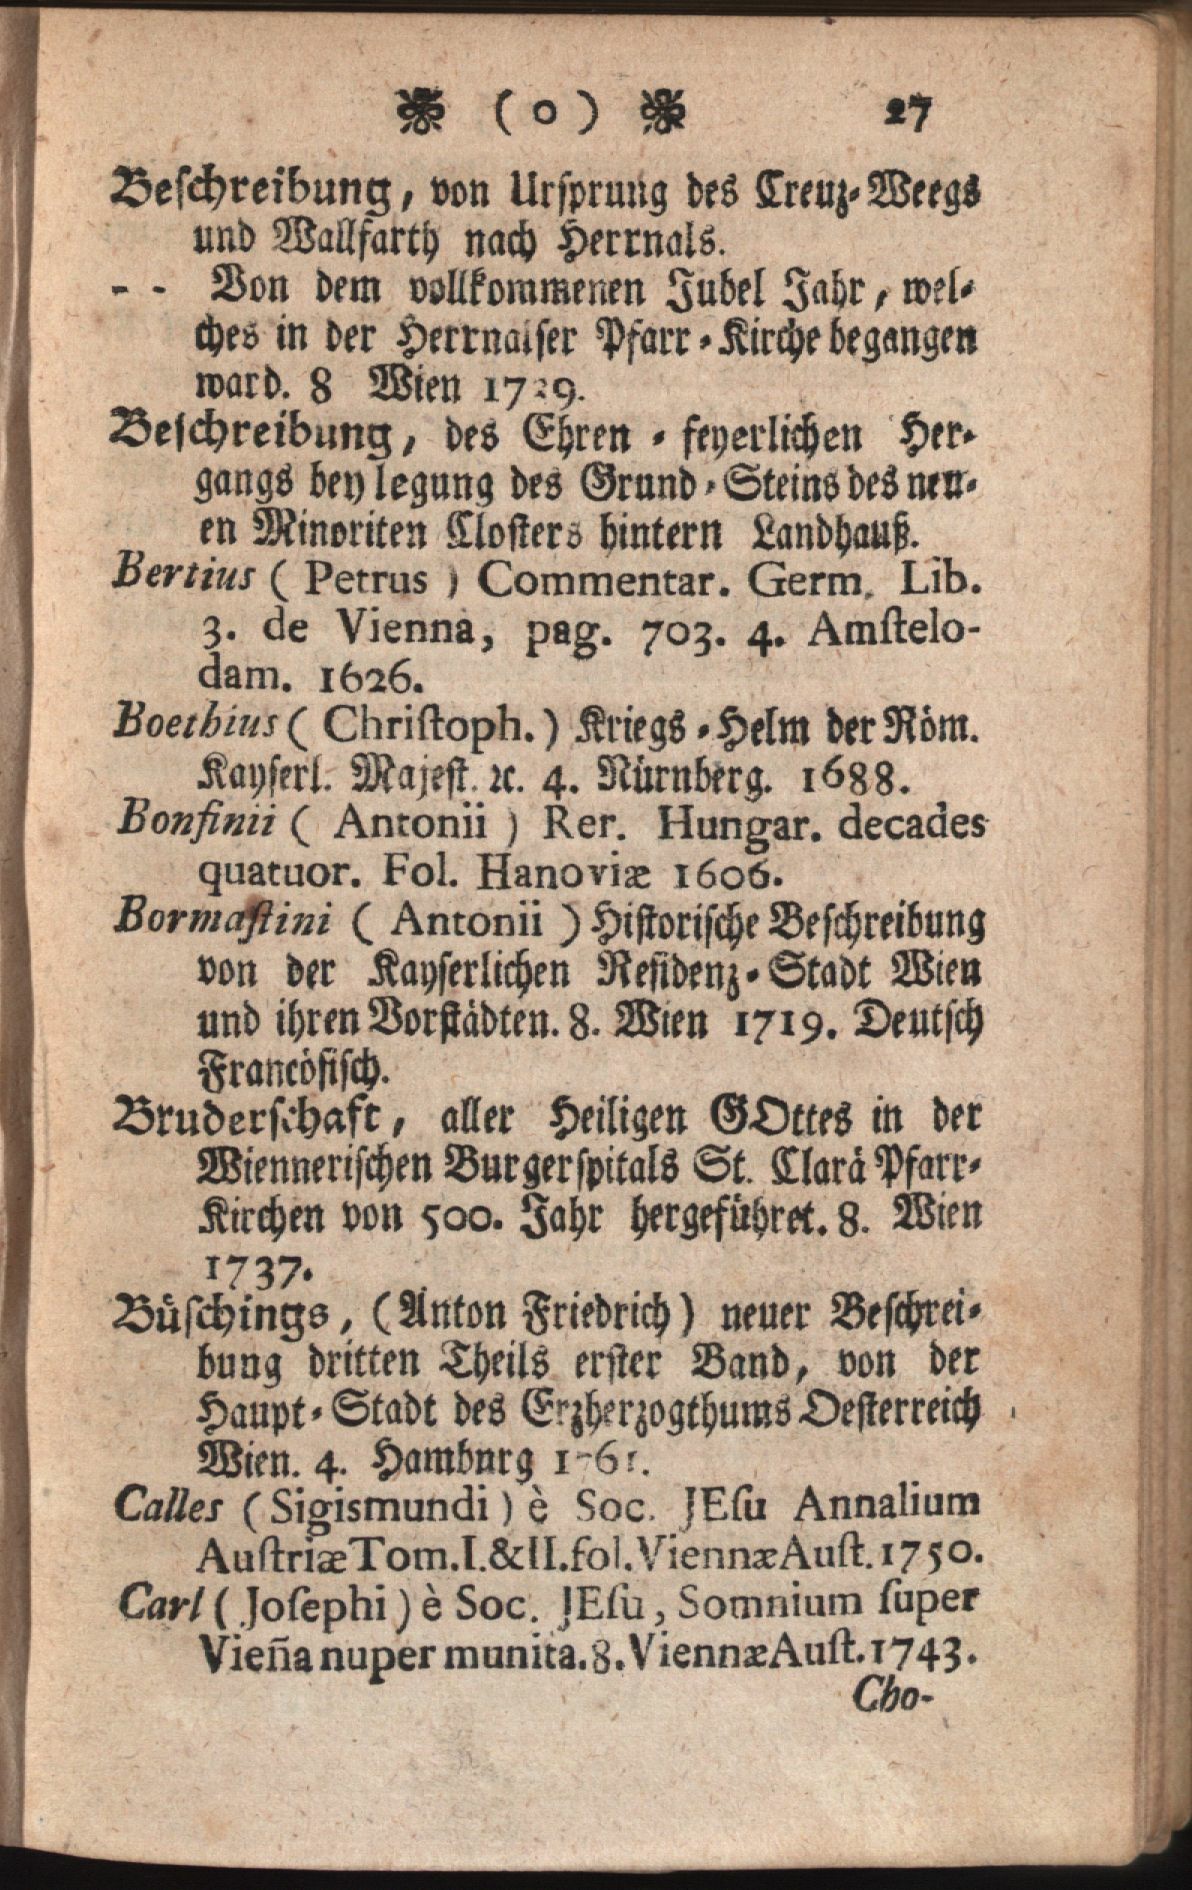 ( o ) 27
Beschreibung, von Ursprung des Creuz-Weegs
und Wallfarth nach Herrnals.
- - Von dem vollkommenen Jubel Jahr, wel-
ches in der Herrnalser Pfarr-Kirche begangen
ward. 8 Wien 1729.
Beschreibung, des Ehren-feyerlichen Her-
gangs bey legung des Grund-Steins des neu-
en Minoriten Closters hintern Landhauß.
Bertius ( Petrus ) Commentar. Germ. Lib.
3. de Vienna, pag. 703. 4. Amſtelo-
dam. 1626.
Boethius ( Chriſtoph. ) Kriegs-Helm der Röm.
Kayserl. Majest. ꝛc. 4. Nürnberg. 1688.
Bonfinii ( Antonii ) Rer. Hungar. decades
quatuor. Fol. Hanoviæ 1606.
Bormaſtini ( Antonii ) Historische Beschreibung
von der Kayserlichen Residenz-Stadt Wien
und ihren Vorstädten. 8. Wien 1719. Deutsch
Francösisch.
Bruderschaft, aller Heiligen GOttes in der
Wiennerischen Burgerspitals St. Clarä Pfarr-
Kirchen von 500. Jahr hergeführet. 8. Wien
1737.
Büschings, (Anton Friedrich) neuer Beschrei-
bung dritten Theils erster Band, von der
Haupt-Stadt des Erzherzogthums Oesterreich
Wien. 4. Hamburg 1761.
Calles ( Sigismundi ) è Soc. JEſu Annalium
Auſtriæ Tom. I. & II. fol. Viennæ Auſt. 1750.
Carl ( Joſephi ) è Soc. JEſu, Somnium ſuper
Vieña nuper munita. 8. Viennæ Auſt. 1743.
Cho-